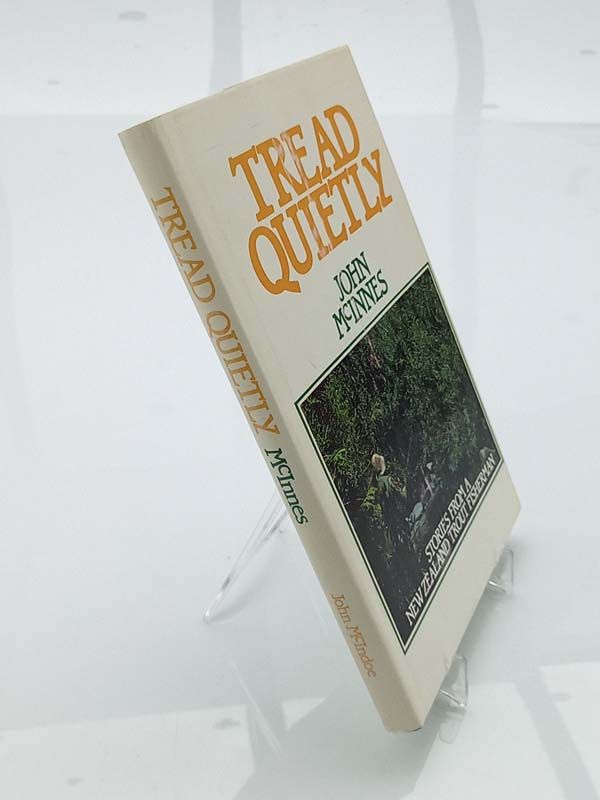 TREAD
QUIETLY
JOHN
McINNES
STORIES FROM A
NEW ZEALAND TROUT FISHERMAN
TREAD QUIETLY McInnes John McIndoe